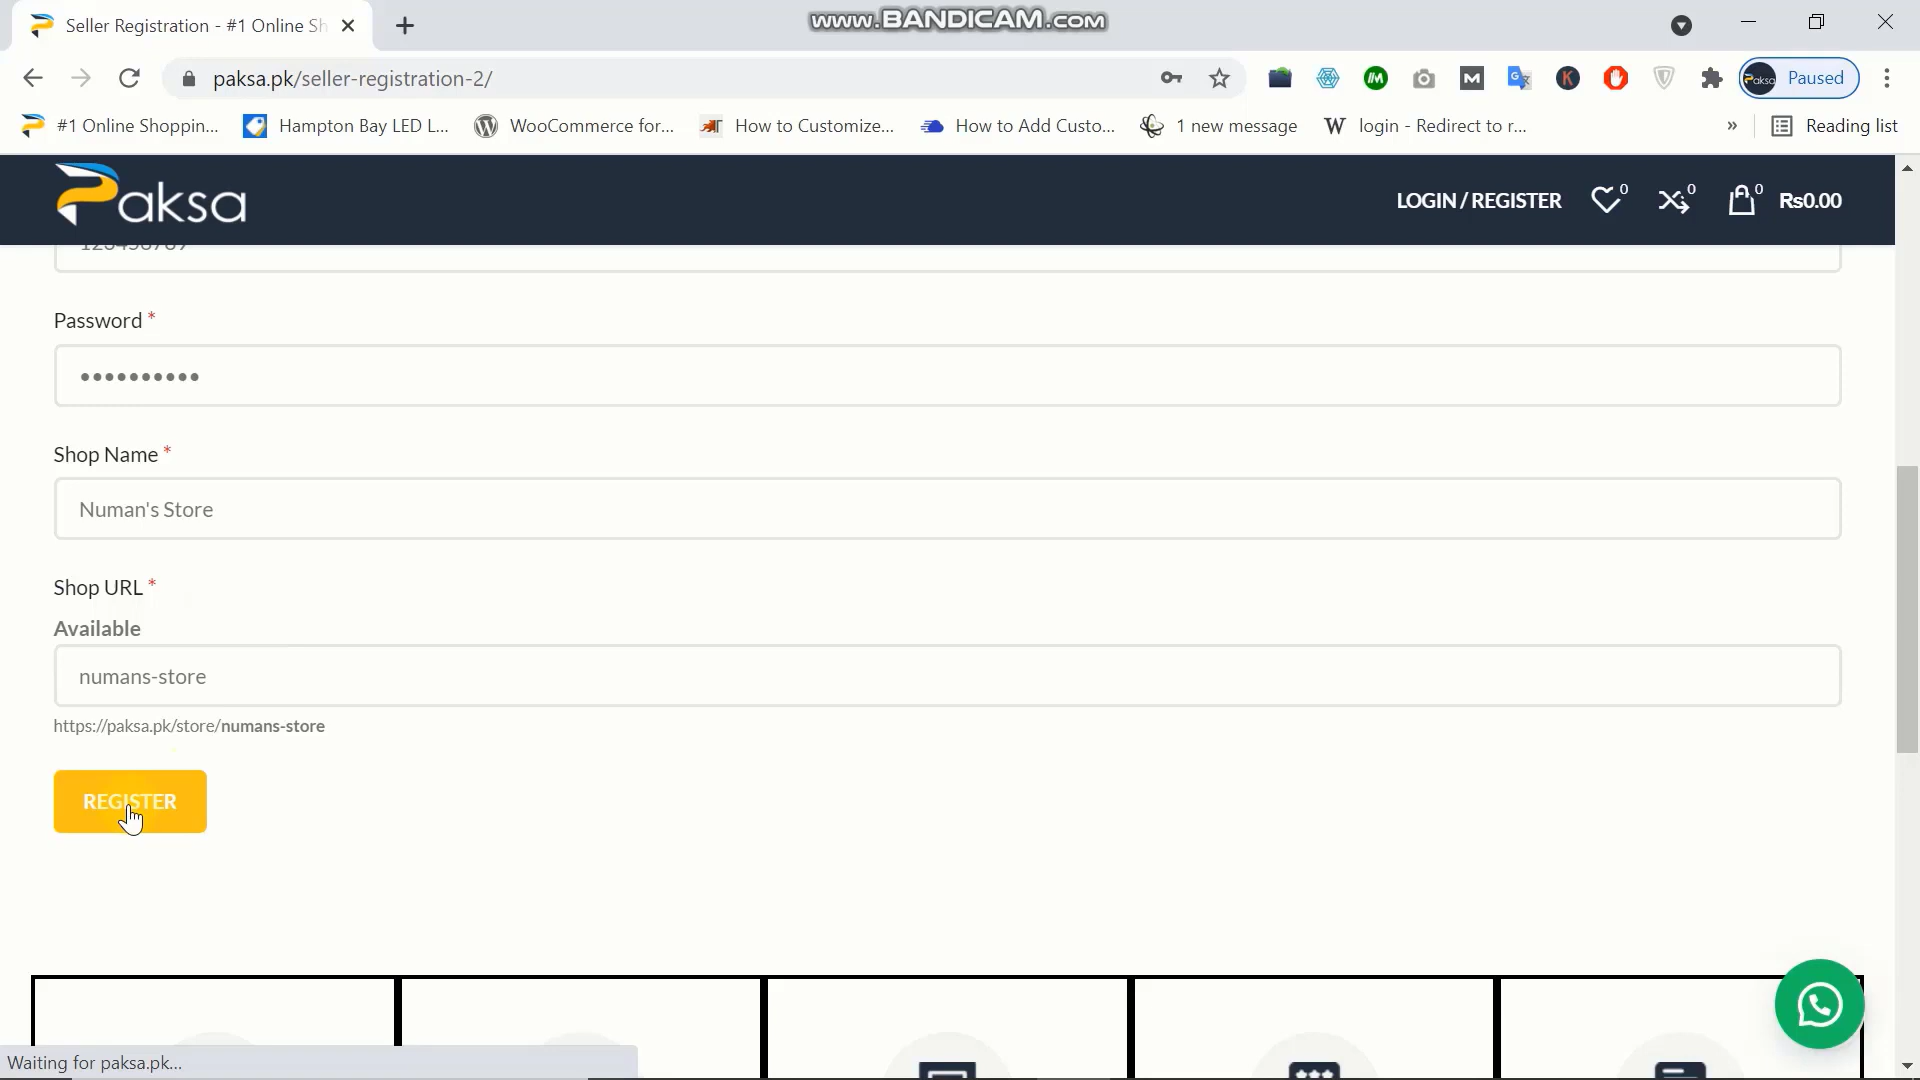 Seller Registration - #1 Online Sh
www.BANDICAM.com
paksa.pk/seller-registration-2/
Paused
#1 Online Shoppin...
Hampton Bay LED L...
WooCommerce for...
How to Customize...
How to Add Custo...
1 new message
login - Redirect to r...
»
Reading list
Paksa
LOGIN / REGISTER
0
0
0
₨0.00
123456789
Password *
••••••••••
Shop Name *
Numan's Store
Shop URL *
Available
numans-store
https://paksa.pk/store/numans-store
REGISTER
Waiting for paksa.pk...